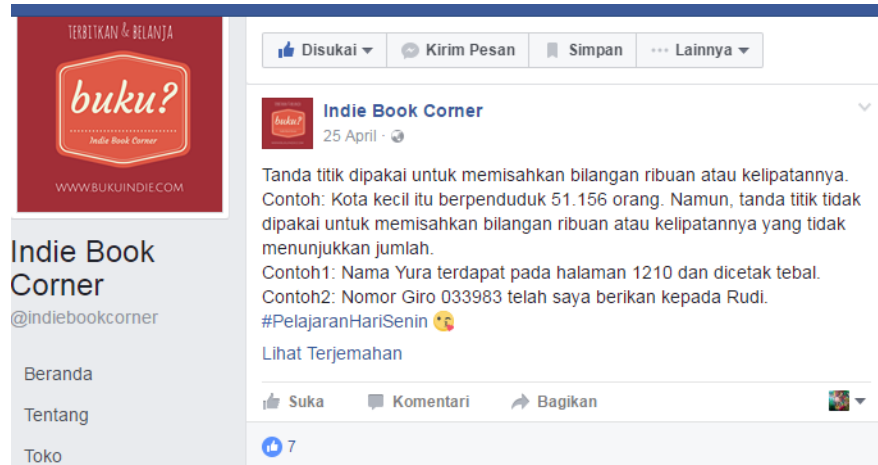 TERBITKAN & BELANJA
buku?
Indie Book Corner
WWW.BUKUINDIE.COM
Indie Book
Corner
@indiebookcorner
Beranda
Tentang
Toko
Disukai
Kirim Pesan
Simpan
Lainnya
buku?
Indie Book Corner
25 April
Tanda titik dipakai untuk memisahkan bilangan ribuan atau kelipatannya.
Contoh: Kota kecil itu berpenduduk 51.156 orang. Namun, tanda titik tidak
dipakai untuk memisahkan bilangan ribuan atau kelipatannya yang tidak
menunjukkan jumlah.
Contoh1: Nama Yura terdapat pada halaman 1210 dan dicetak tebal.
Contoh2: Nomor Giro 033983 telah saya berikan kepada Rudi.
#PelajaranHariSenin 😘
Lihat Terjemahan
Suka
Komentari
Bagikan
7